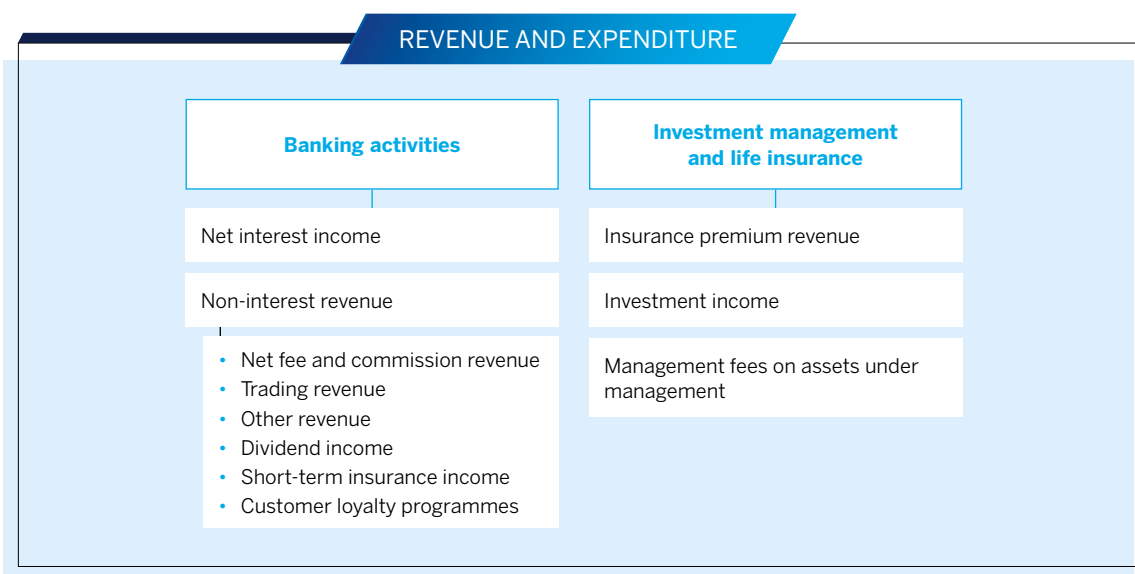 REVENUE AND EXPENDITURE
Banking activities
Net interest income
Non-interest revenue
• Net fee and commission revenue
• Trading revenue
• Other revenue
• Dividend income
• Short-term insurance income
• Customer loyalty programmes
Investment management
and life insurance
Insurance premium revenue
Investment income
Management fees on assets under
management